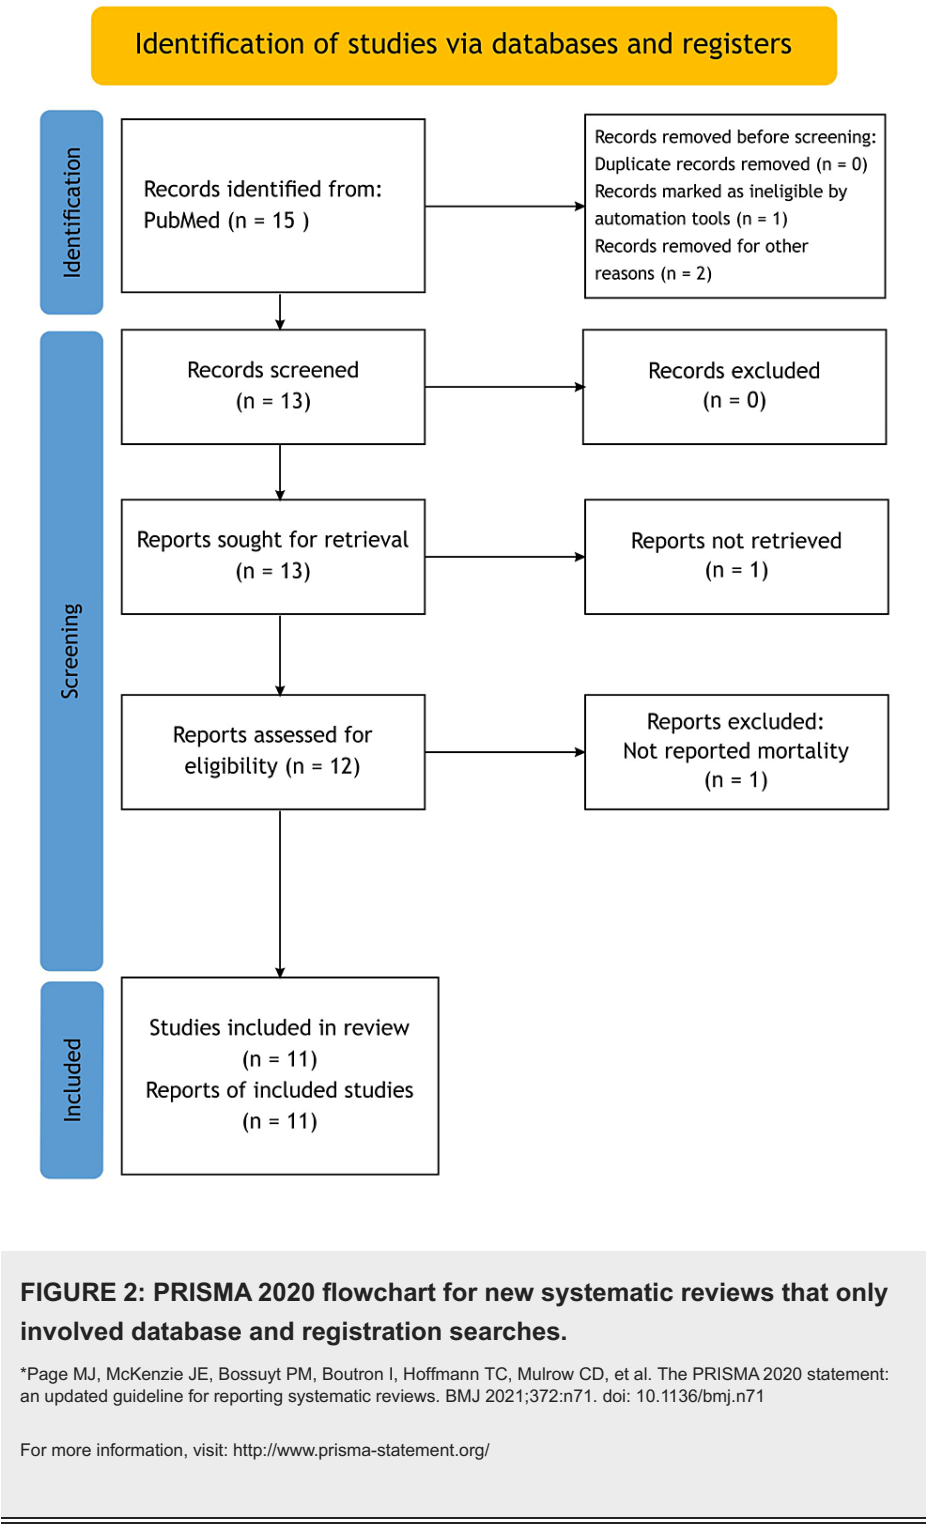 Identification of studies via databases and registers
Identification
Records identified from:
PubMed (n = 15 )
Records removed before screening:
Duplicate records removed (n = 0)
Records marked as ineligible by
automation tools (n = 1)
Records removed for other
reasons (n = 2)
Screening
Records screened
(n = 13)
Records excluded
(n = 0)
Reports sought for retrieval
(n = 13)
Reports not retrieved
(n = 1)
Reports assessed for
eligibility (n = 12)
Reports excluded:
Not reported mortality
(n = 1)
Included
Studies included in review
(n = 11)
Reports of included studies
(n = 11)
FIGURE 2: PRISMA 2020 flowchart for new systematic reviews that only
involved database and registration searches.
*Page MJ, McKenzie JE, Bossuyt PM, Boutron I, Hoffmann TC, Mulrow CD, et al. The PRISMA 2020 statement:
an updated guideline for reporting systematic reviews. BMJ 2021;372:n71. doi: 10.1136/bmj.n71
For more information, visit: http://www.prisma-statement.org/